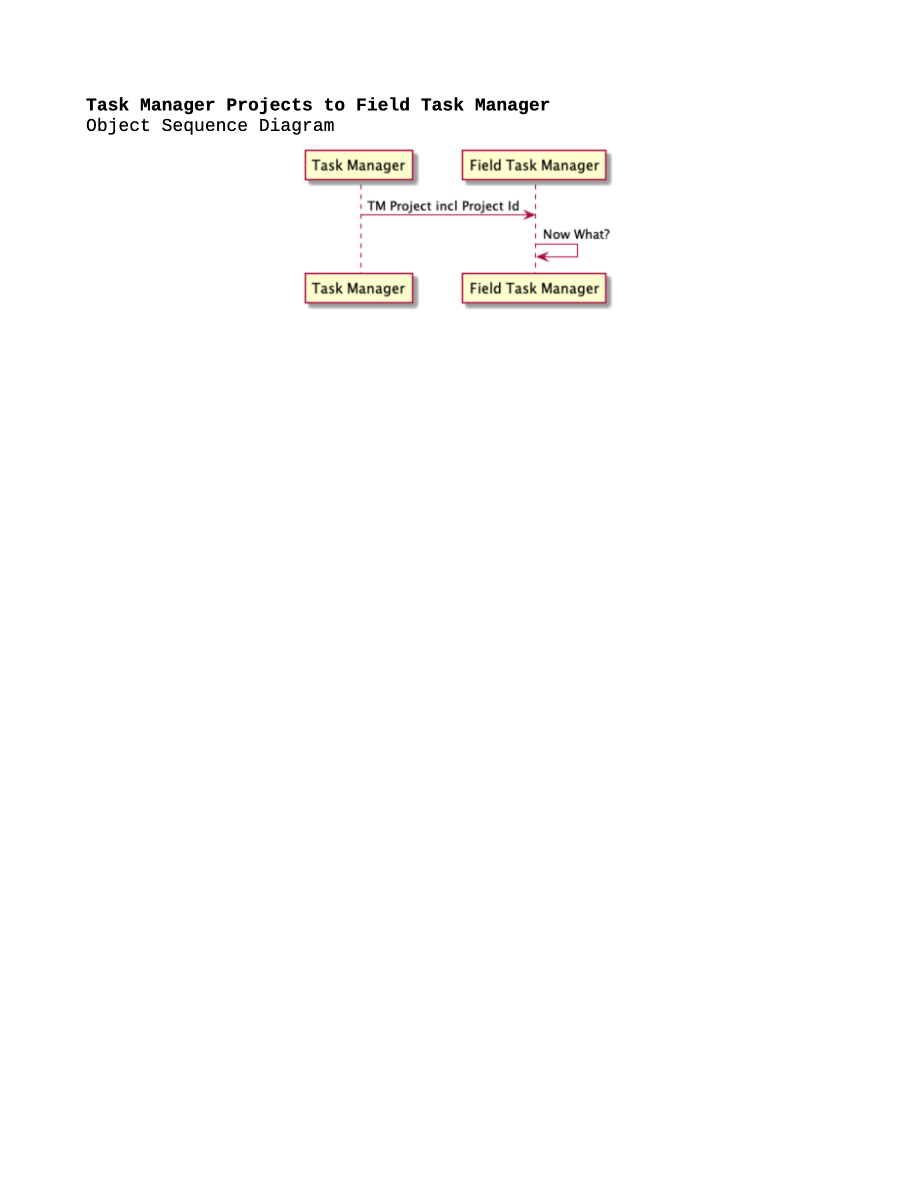 Task Manager Projects to Field Task Manager
Object Sequence Diagram
Task Manager
Field Task Manager
TM Project incl Project Id
Now What?
Task Manager
Field Task Manager